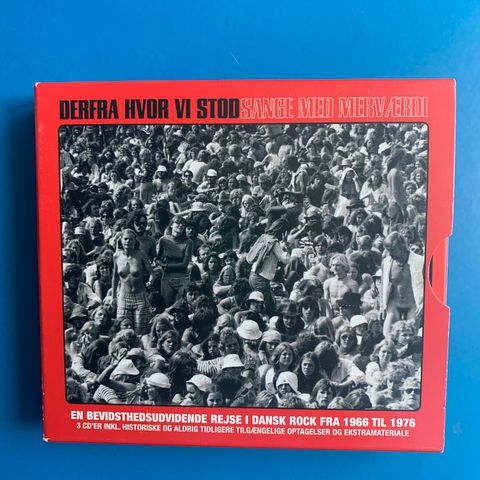 DERFRA HVOR VI STOD SANGE MED MERVÆRDI
EN BEVIDSTHEDSUDVIDENDE REJSE I DANSK ROCK FRA 1966 TIL 1976
3 CD'ER INKL. HISTORISKE OG ALDRIG TIDLIGERE TILGÆNGELIGE OPTAGELSER OG EKSTRAMATERIALE